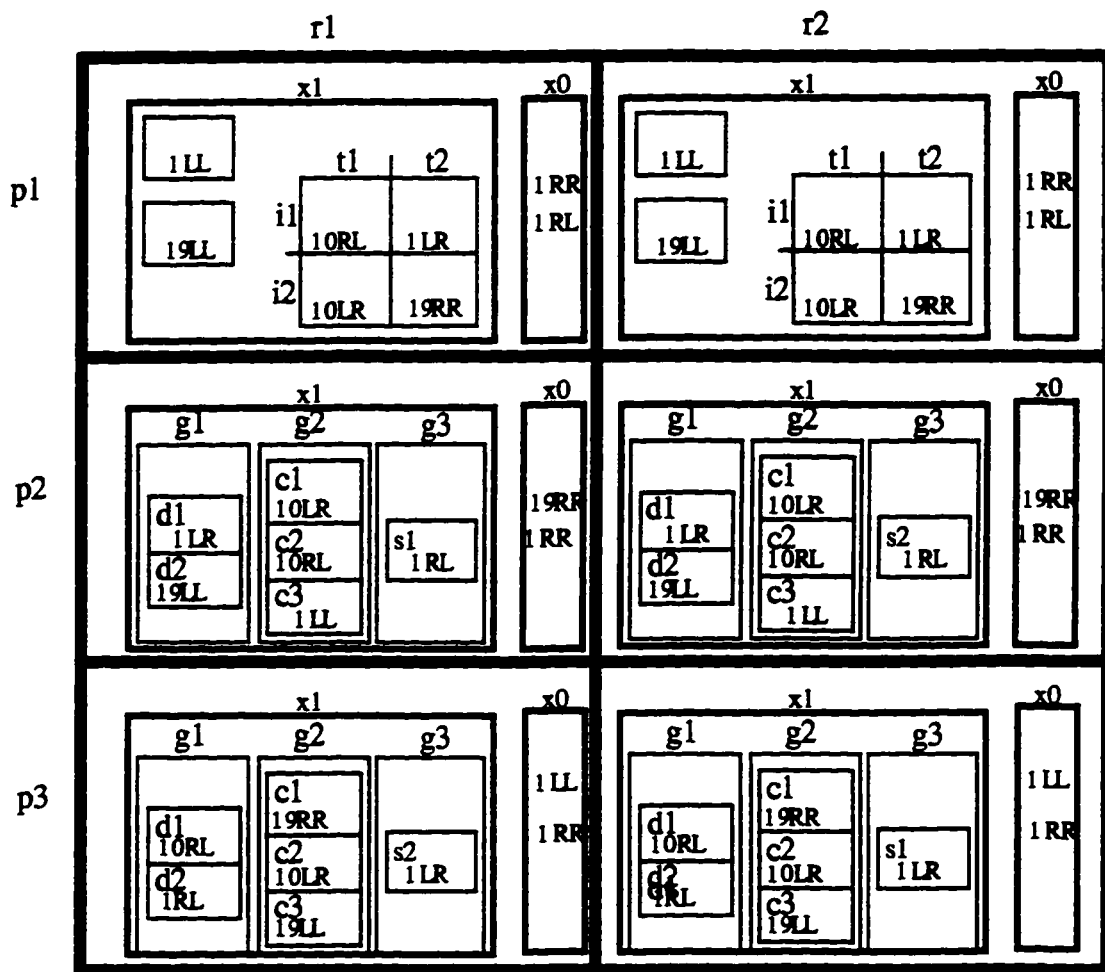 r1 r2
x1 x0 x1 x0
p1
1LL t1 t2 1RR 1LL t1 t2 1RR
i1 1RL i1 1RL
19LL 10RL 1LR 19LL 10RL 1LR
i2 i2
10LR 19RR 10LR 19RR
x1 x0 x1 x0
g1 g2 g3 g1 g2 g3
p2
c1 c1
d1 10LR 19RR d1 10LR 19RR
1LR c2 s1 1RR 1LR c2 s2 1RR
d2 10RL 1RL d2 10RL 1RL
19LL c3 19LL c3
1LL 1LL
x1 x0 x1 x0
g1 g2 g3 g1 g2 g3
p3
c1 1LL c1 1LL
d1 19RR 1RR d1 19RR 1RR
10RL c2 s2 10RL c2 s1
d2 10LR 1LR d2 10LR 1LR
1RL c3 1RL c3
19LL 19LL